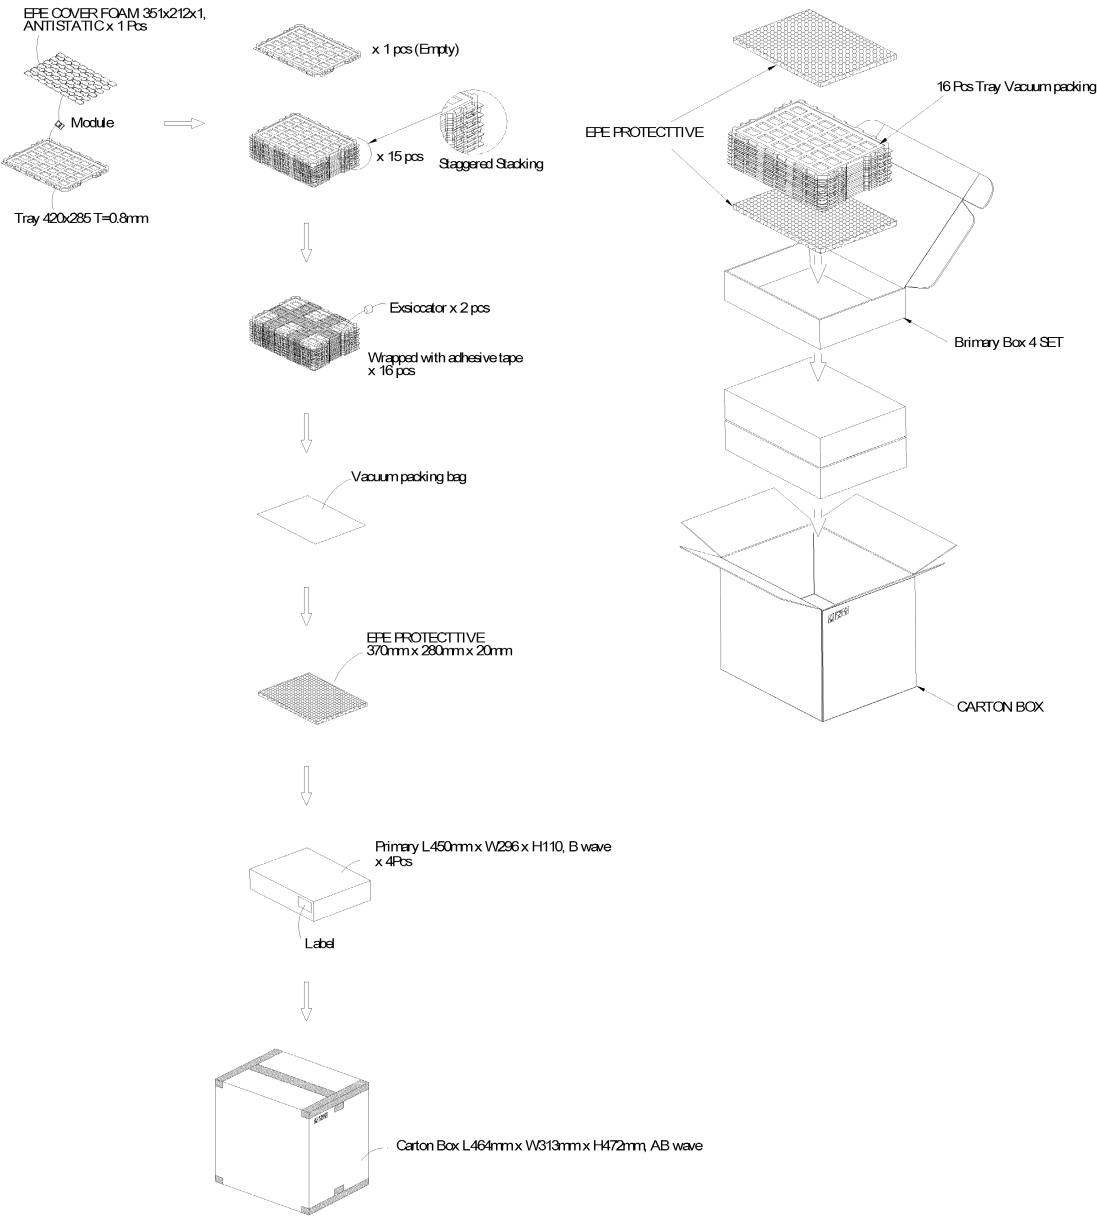 EPE COVER FOAM 351x212x1,
ANTISTATIC x 1 Pcs
Module
Tray 420x285 T=0.8mm
x 1 pcs (Empty)
x 15 pcs
Staggered Stacking
Exsiccator x 2 pcs
Wrapped with adhesive tape
x 16 pcs
Vacuum packing bag
EPE PROTECTTIVE
370mm x 280mm x 20mm
Primary L450mm x W296 x H110, B wave
x 4Pcs
Label
Carton Box L464mm x W313mm x H472mm, AB wave
16 Pcs Tray Vacuum packing
EPE PROTECTTIVE
Brimary Box 4 SET
CARTON BOX